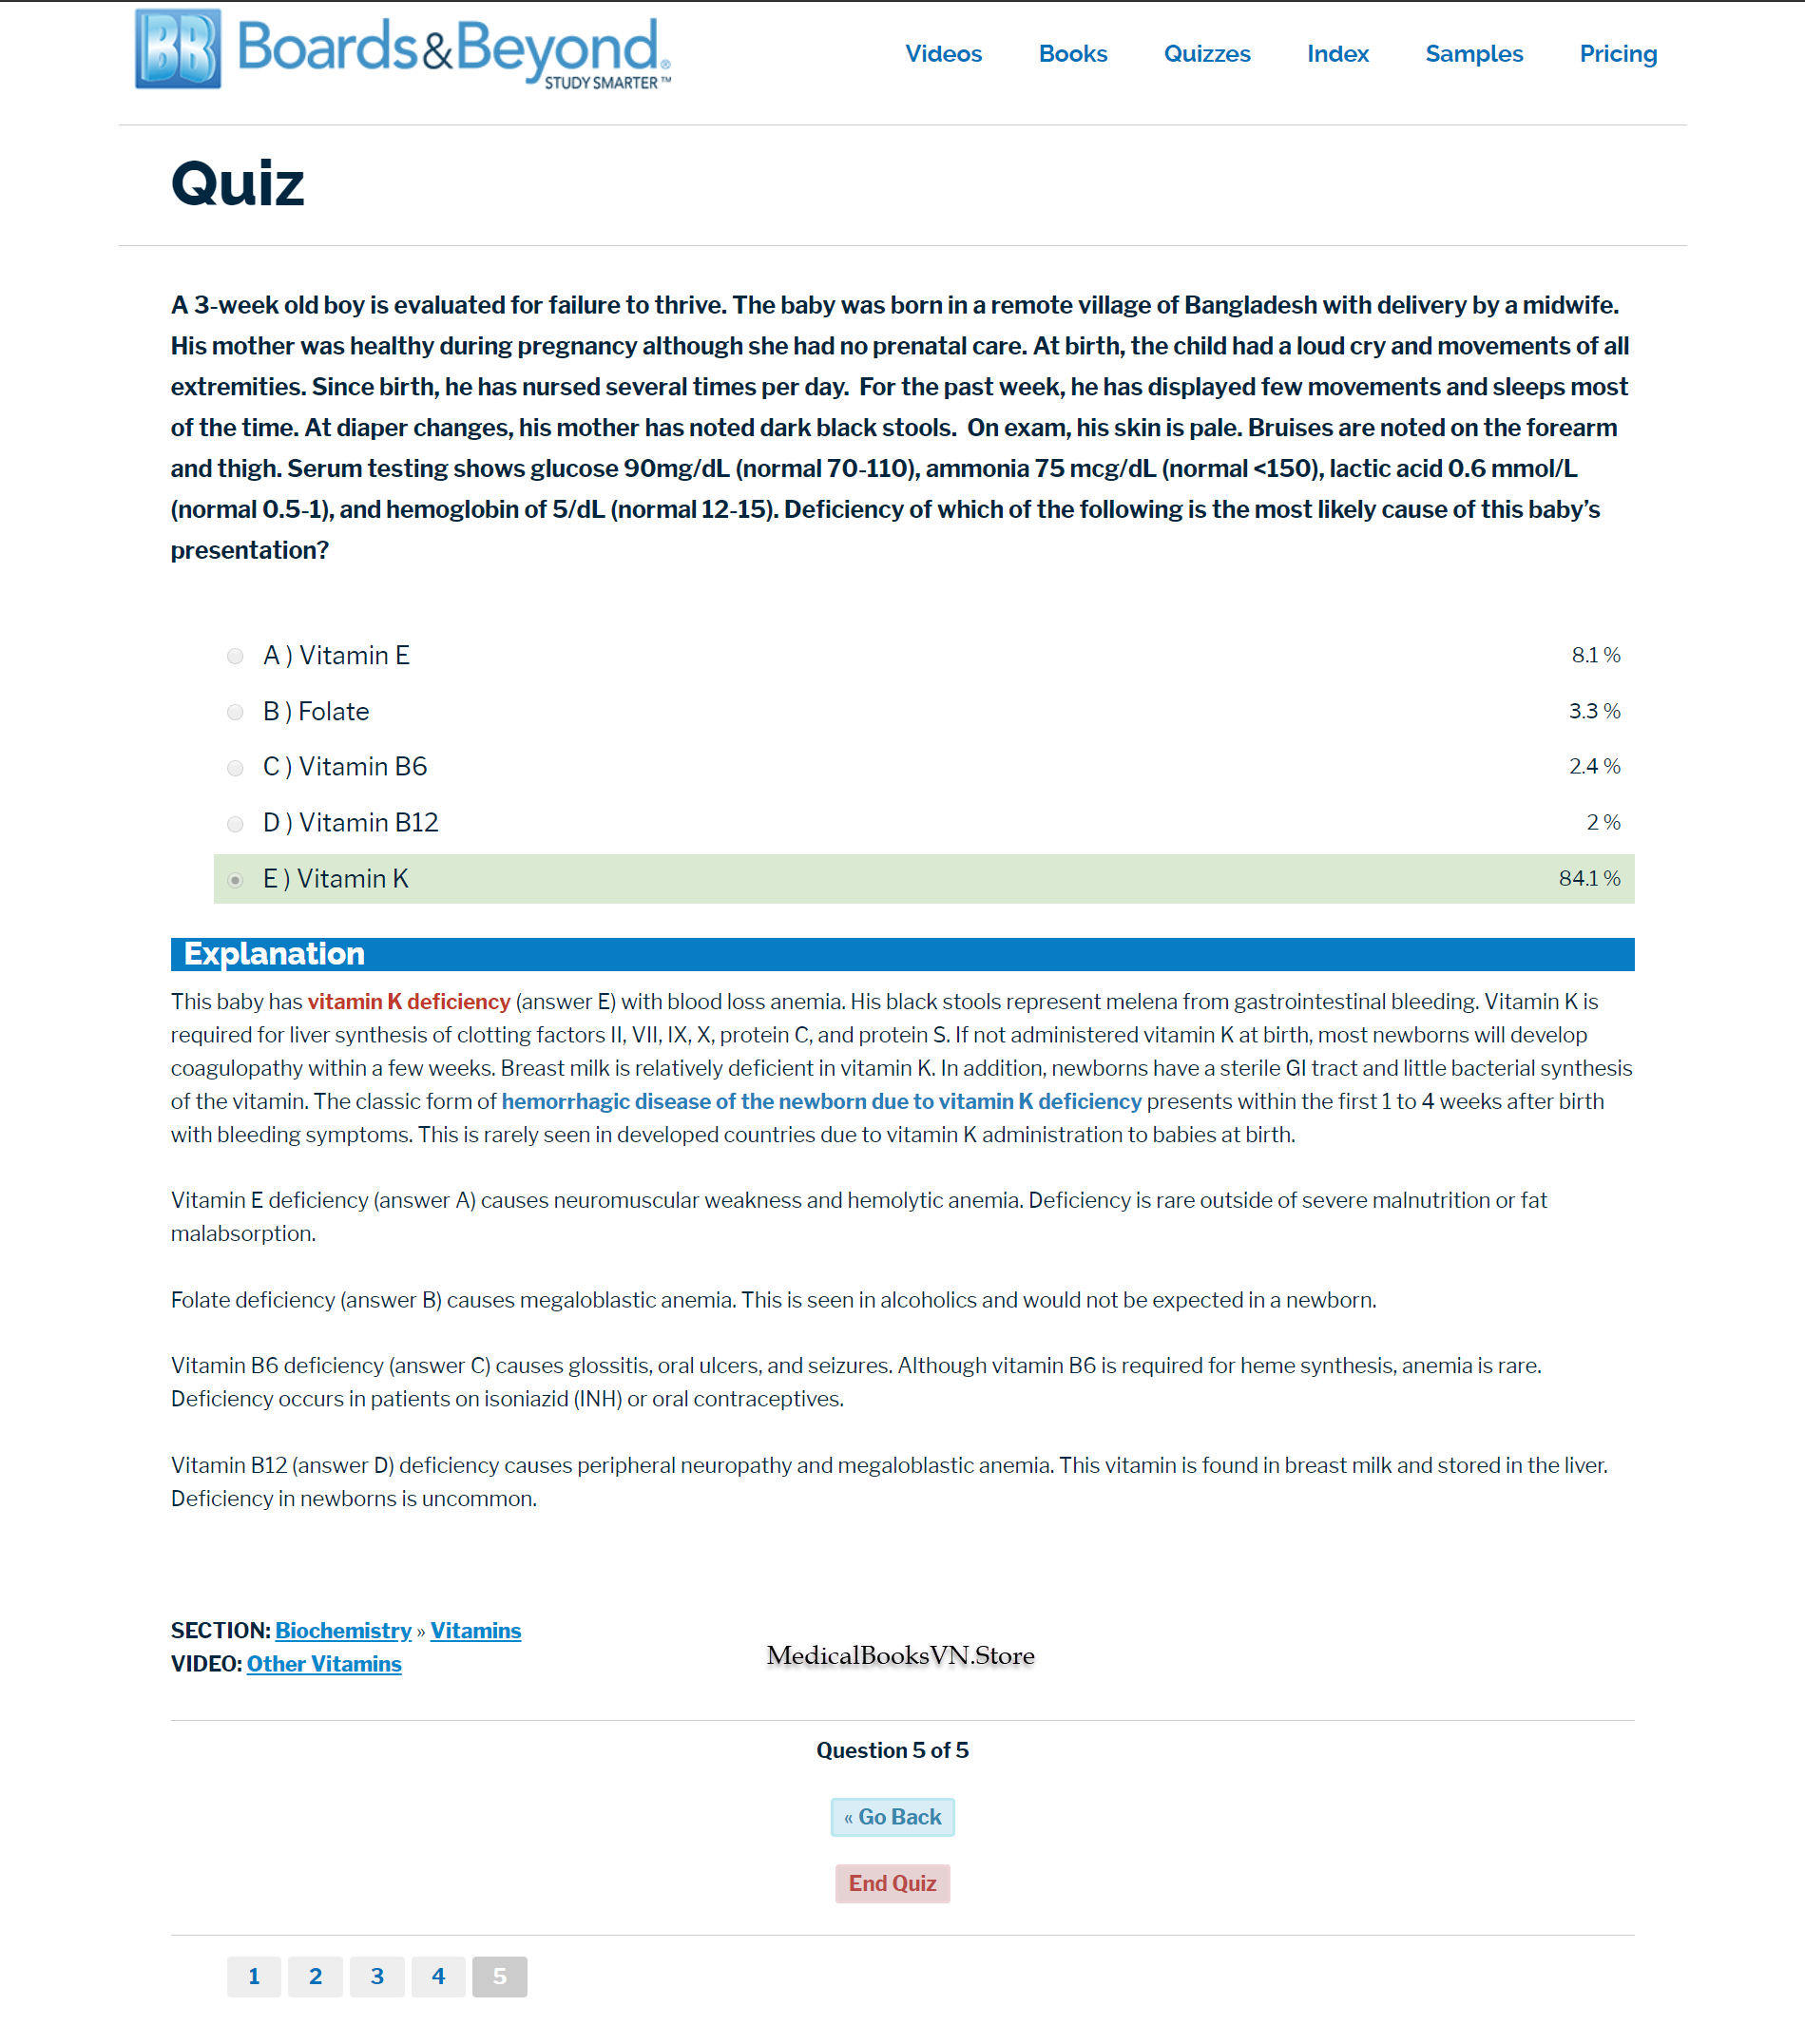 BB Boards&Beyond®
STUDY SMARTER™
Videos Books Quizzes Index Samples Pricing
Quiz
A 3-week old boy is evaluated for failure to thrive. The baby was born in a remote village of Bangladesh with delivery by a midwife.
His mother was healthy during pregnancy although she had no prenatal care. At birth, the child had a loud cry and movements of all
extremities. Since birth, he has nursed several times per day.  For the past week, he has displayed few movements and sleeps most
of the time. At diaper changes, his mother has noted dark black stools.  On exam, his skin is pale. Bruises are noted on the forearm
and thigh. Serum testing shows glucose 90mg/dL (normal 70-110), ammonia 75 mcg/dL (normal <150), lactic acid 0.6 mmol/L
(normal 0.5-1), and hemoglobin of 5/dL (normal 12-15). Deficiency of which of the following is the most likely cause of this baby’s
presentation?
A ) Vitamin E 8.1 %
B ) Folate 3.3 %
C ) Vitamin B6 2.4 %
D ) Vitamin B12 2 %
E ) Vitamin K 84.1 %
Explanation
This baby has vitamin K deficiency (answer E) with blood loss anemia. His black stools represent melena from gastrointestinal bleeding. Vitamin K is
required for liver synthesis of clotting factors II, VII, IX, X, protein C, and protein S. If not administered vitamin K at birth, most newborns will develop
coagulopathy within a few weeks. Breast milk is relatively deficient in vitamin K. In addition, newborns have a sterile GI tract and little bacterial synthesis
of the vitamin. The classic form of hemorrhagic disease of the newborn due to vitamin K deficiency presents within the first 1 to 4 weeks after birth
with bleeding symptoms. This is rarely seen in developed countries due to vitamin K administration to babies at birth.
Vitamin E deficiency (answer A) causes neuromuscular weakness and hemolytic anemia. Deficiency is rare outside of severe malnutrition or fat
malabsorption.
Folate deficiency (answer B) causes megaloblastic anemia. This is seen in alcoholics and would not be expected in a newborn.
Vitamin B6 deficiency (answer C) causes glossitis, oral ulcers, and seizures. Although vitamin B6 is required for heme synthesis, anemia is rare.
Deficiency occurs in patients on isoniazid (INH) or oral contraceptives.
Vitamin B12 (answer D) deficiency causes peripheral neuropathy and megaloblastic anemia. This vitamin is found in breast milk and stored in the liver.
Deficiency in newborns is uncommon.
SECTION: Biochemistry » Vitamins
VIDEO: Other Vitamins
MedicalBooksVN.Store
Question 5 of 5
« Go Back
End Quiz
1 2 3 4 5